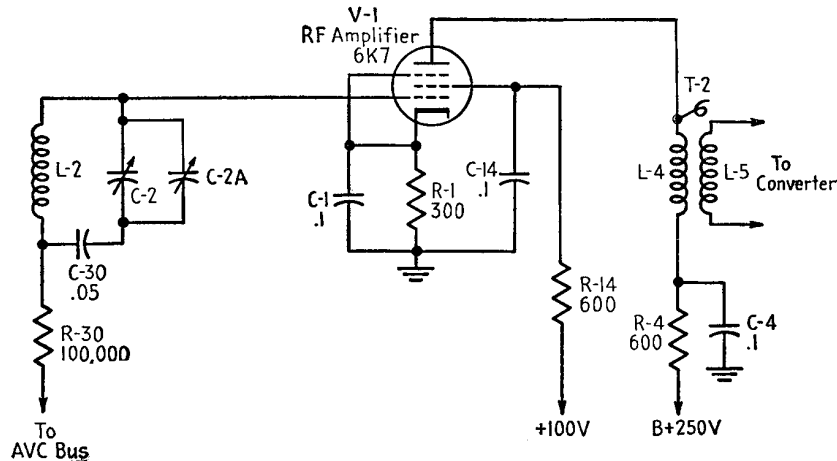 V-1
RF Amplifier
6K7
T-2
L-2
C-2
C-2A
C-1
.1
R-1
300
C-14
.1
L-4
L-5
To
Converter
C-30
.05
R-30
100,000
R-14
600
R-4
600
C-4
.1
To
AVC Bus
+100V
B+250V